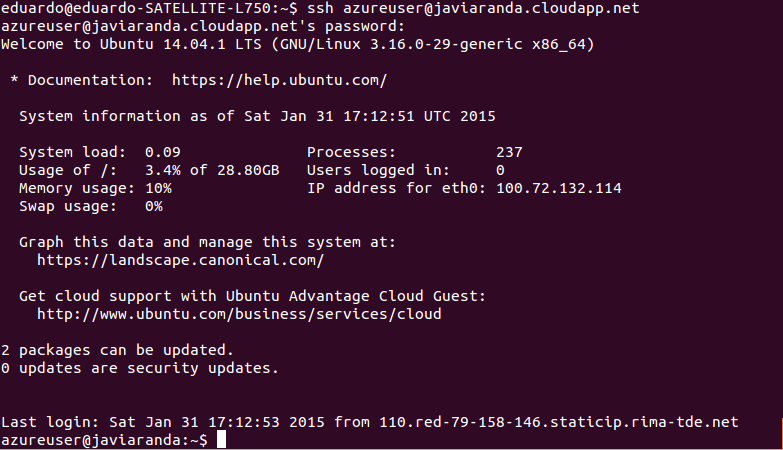 eduardo@eduardo-SATELLITE-L750:~$ ssh azureuser@javiaranda.cloudapp.net
azureuser@javiaranda.cloudapp.net's password:
Welcome to Ubuntu 14.04.1 LTS (GNU/Linux 3.16.0-29-generic x86_64)
* Documentation:  https://help.ubuntu.com/
System information as of Sat Jan 31 17:12:51 UTC 2015
System load:  0.09               Processes:           237
Usage of /:   3.4% of 28.80GB   Users logged in:     0
Memory usage: 10%               IP address for eth0: 100.72.132.114
Swap usage:   0%
Graph this data and manage this system at:
https://landscape.canonical.com/
Get cloud support with Ubuntu Advantage Cloud Guest:
http://www.ubuntu.com/business/services/cloud
2 packages can be updated.
0 updates are security updates.
Last login: Sat Jan 31 17:12:53 2015 from 110.red-79-158-146.staticip.rima-tde.net
azureuser@javiaranda:~$